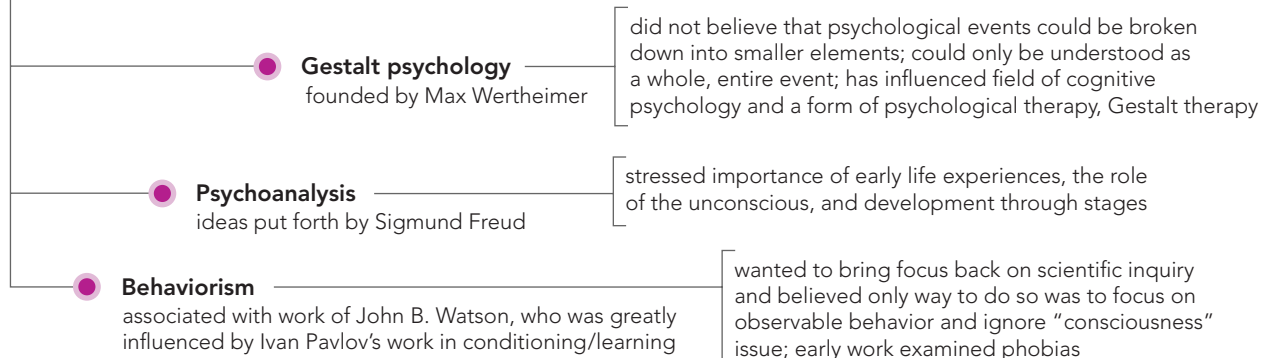 Gestalt psychology
founded by Max Wertheimer
did not believe that psychological events could be broken
down into smaller elements; could only be understood as
a whole, entire event; has influenced field of cognitive
psychology and a form of psychological therapy, Gestalt therapy
Psychoanalysis
ideas put forth by Sigmund Freud
stressed importance of early life experiences, the role
of the unconscious, and development through stages
Behaviorism
associated with work of John B. Watson, who was greatly
influenced by Ivan Pavlov’s work in conditioning/learning
wanted to bring focus back on scientific inquiry
and believed only way to do so was to focus on
observable behavior and ignore “consciousness”
issue; early work examined phobias